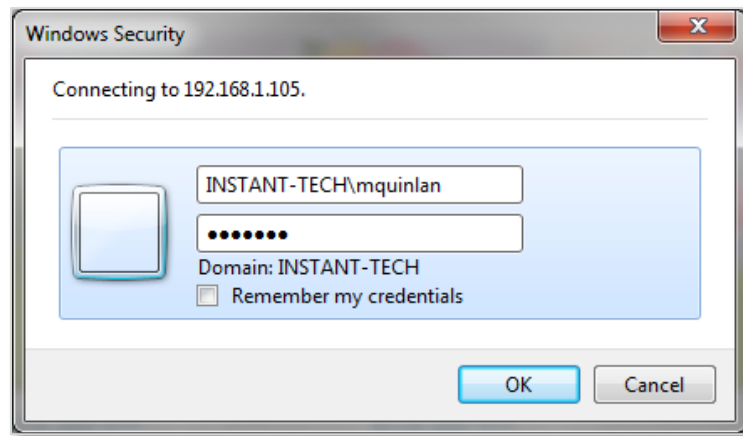 Windows Security
Connecting to 192.168.1.105.
INSTANT-TECH\mquinlan
●●●●●●●
Domain: INSTANT-TECH
Remember my credentials
OK
Cancel